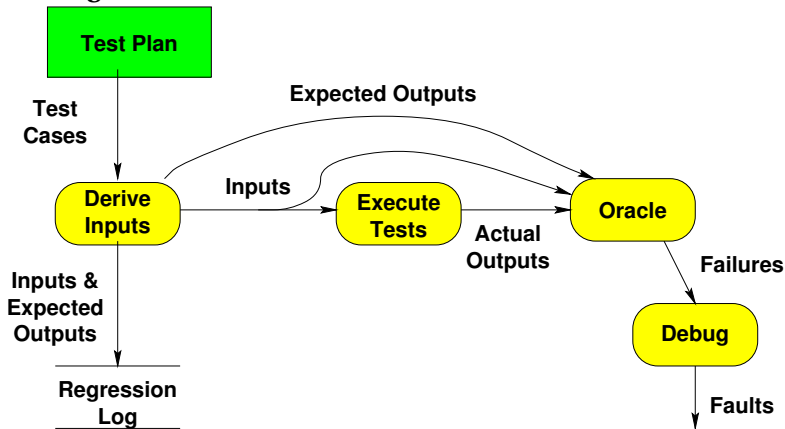 Test Plan
Test
Cases
Expected Outputs
Derive
Inputs
Inputs
Execute
Tests
Actual
Outputs
Oracle
Failures
Inputs &
Expected
Outputs
Debug
Regression
Log
Faults